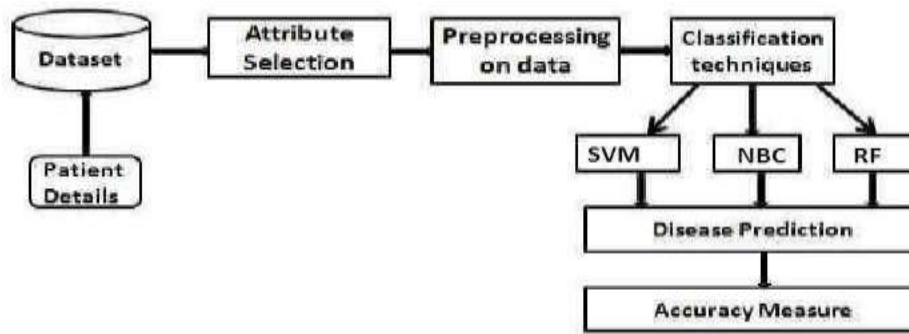 Dataset
Attribute
Selection
Preprocessing
on data
Classification
techniques
Patient
Details
SVM
NBC
RF
Disease Prediction
Accuracy Measure